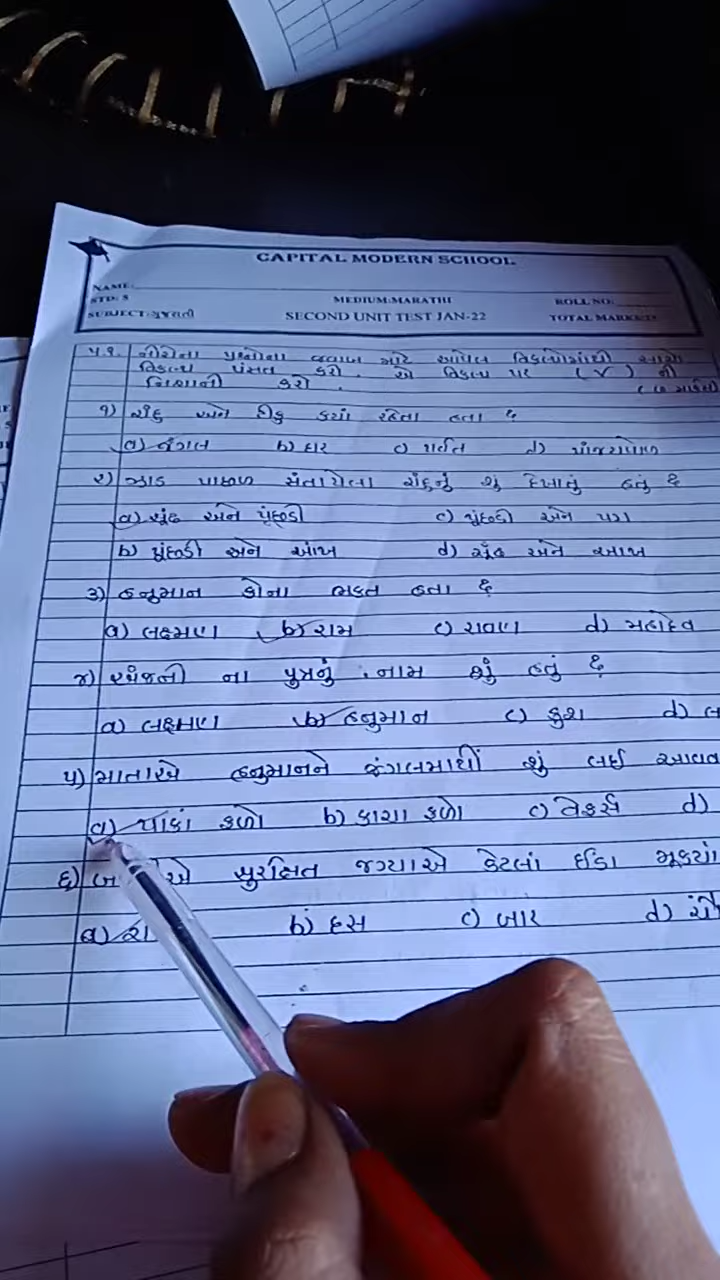 CAPITAL MODERN SCHOOL
NAME:
STD: 8 MEDIUM:MARATHI ROLL NO:
SUBJECT-ગુજરાતી SECOND UNIT TEST JAN-22 TOTAL MARKS:
પ્ર.૧. નીચેના પ્રશ્નોના જવાબ માટે આપેલ વિકલ્પોમાંથી
વિકલ્પ પસંત કરો. એ વિકલ્પ પર (✓) ની
નિશાની કરો.
૧) અને ક્યાં રહેતા હતા ?
a) જંગલ b) ઘર c) પર્વત d) પાંજરાપોળ
૨) ઝાડ પાછળ સંતાયેલા શું દેખાતું હતું ?
a) સૂંઢ અને પૂંછડી c) પૂંછડી અને પગ
b) પૂંછડી અને આંખ d) સૂંઢ અને આંખ
૩) હનુમાન કોના ભક્ત હતા ?
a) લક્ષ્મણ b) રામ c) રાવણ d) મહાદેવ
૪) અંજની ના પુત્રનું નામ શું હતું ?
a) લક્ષ્મણ b) હનુમાન c) કુશ d) લ
૫) માતાએ હનુમાનને જંગલમાથી શું લઈ આવવ
a) પાકાં ફળો b) કાચા ફળો c) વેફર્સ d)
૬) સુરક્ષિત જગ્યાએ કેટલાં ઈંડા મૂક્યાં
a) b) દસ c) બાર d)